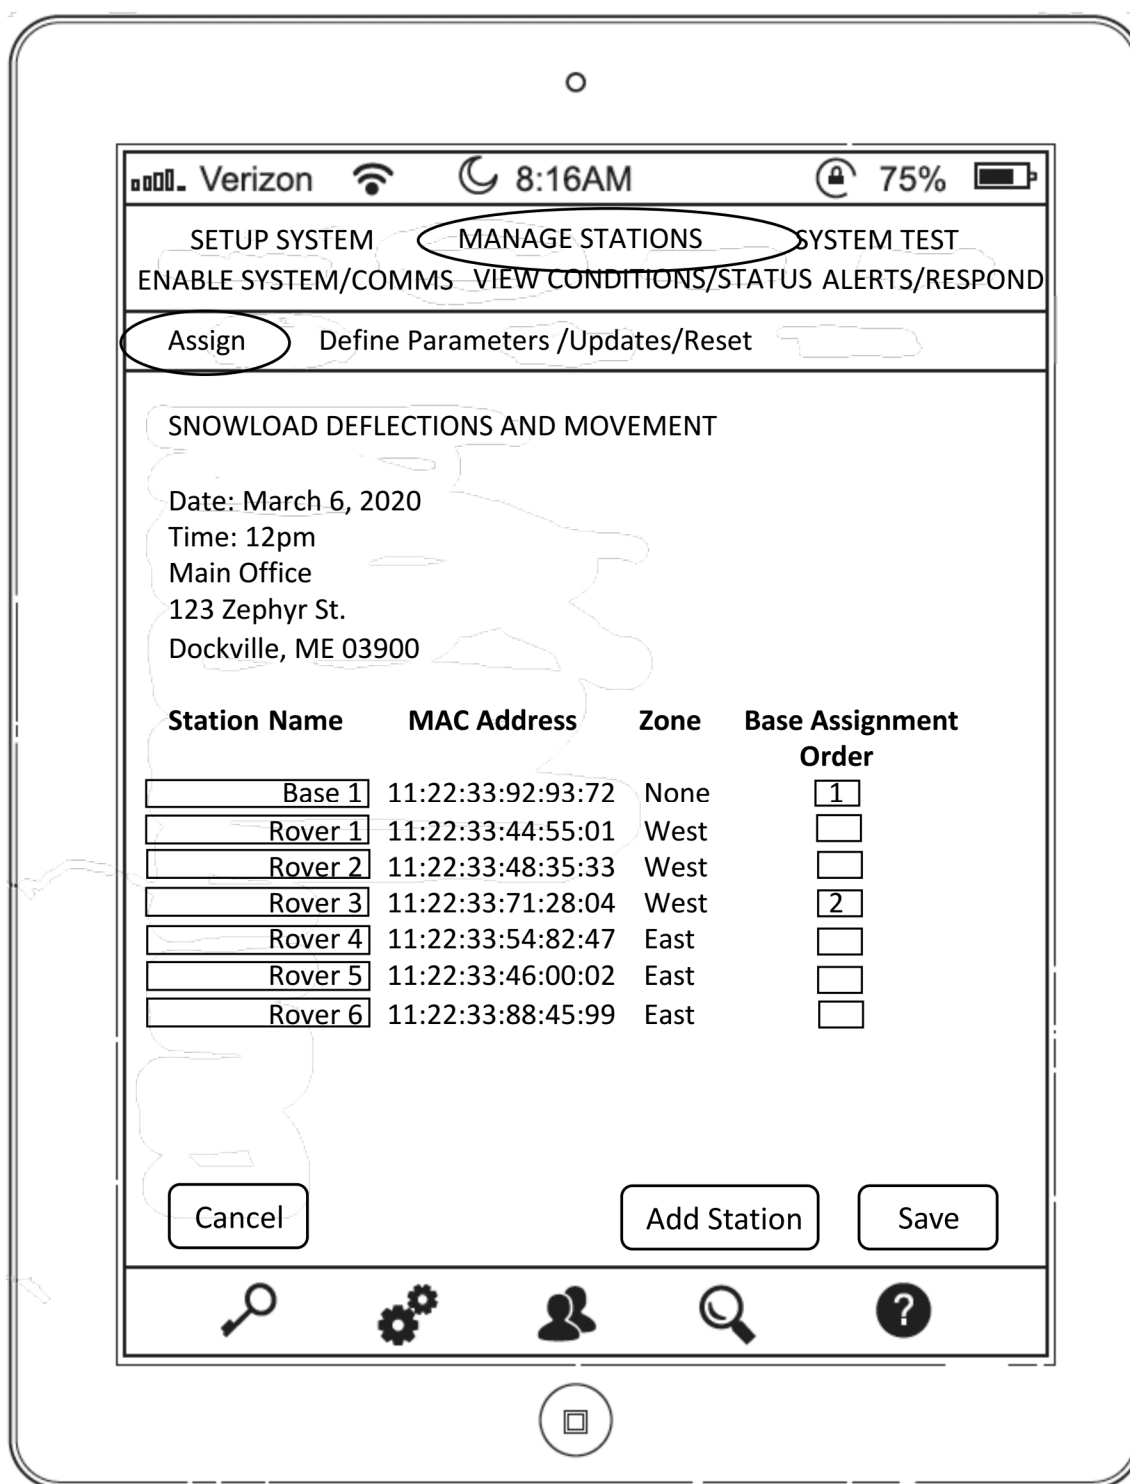 Verizon 8:16AM 75%
SETUP SYSTEM MANAGE STATIONS SYSTEM TEST
ENABLE SYSTEM/COMMS VIEW CONDITIONS/STATUS ALERTS/RESPOND
Assign Define Parameters /Updates/Reset
SNOWLOAD DEFLECTIONS AND MOVEMENT
Date: March 6, 2020
Time: 12pm
Main Office
123 Zephyr St.
Dockville, ME 03900
Station Name MAC Address Zone Base Assignment
Order
Base 1 11:22:33:92:93:72 None 1
Rover 1 11:22:33:44:55:01 West
Rover 2 11:22:33:48:35:33 West
Rover 3 11:22:33:71:28:04 West 2
Rover 4 11:22:33:54:82:47 East
Rover 5 11:22:33:46:00:02 East
Rover 6 11:22:33:88:45:99 East
Cancel Add Station Save
?